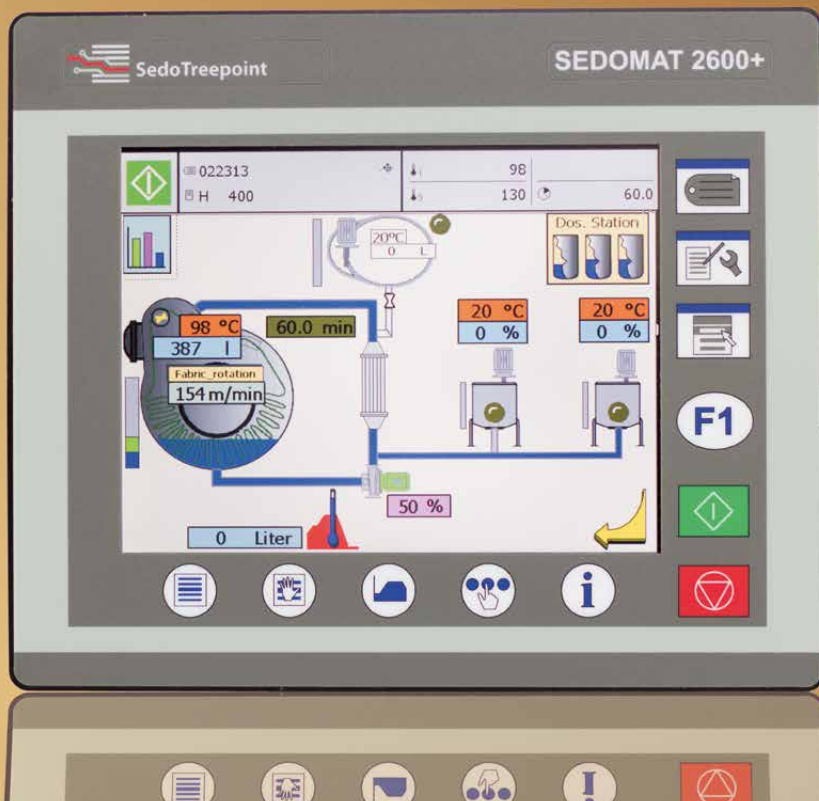 SedoTreepoint
SEDOMAT 2600+
022313
98
H 400
130
60.0
20ºC
0 L
Dos. Station
98 °C
60.0 min
20 °C
20 °C
387 l
0 %
0 %
Fabric_rotation
154 m/min
F1
50 %
0 Liter
i